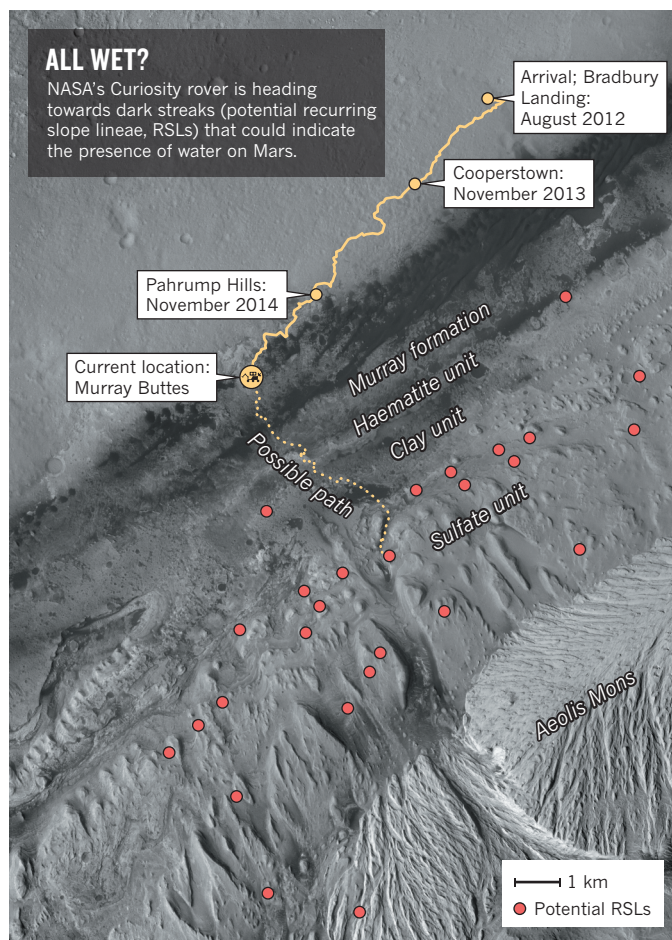 ALL WET?
NASA's Curiosity rover is heading
towards dark streaks (potential recurring
slope lineae, RSLs) that could indicate
the presence of water on Mars.
Arrival; Bradbury
Landing:
August 2012
Cooperstown:
November 2013
Pahrump Hills:
November 2014
Current location:
Murray Buttes
Murray formation
Haematite unit
Clay unit
Possible path
Sulfate unit
Aeolis Mons
1 km
Potential RSLs